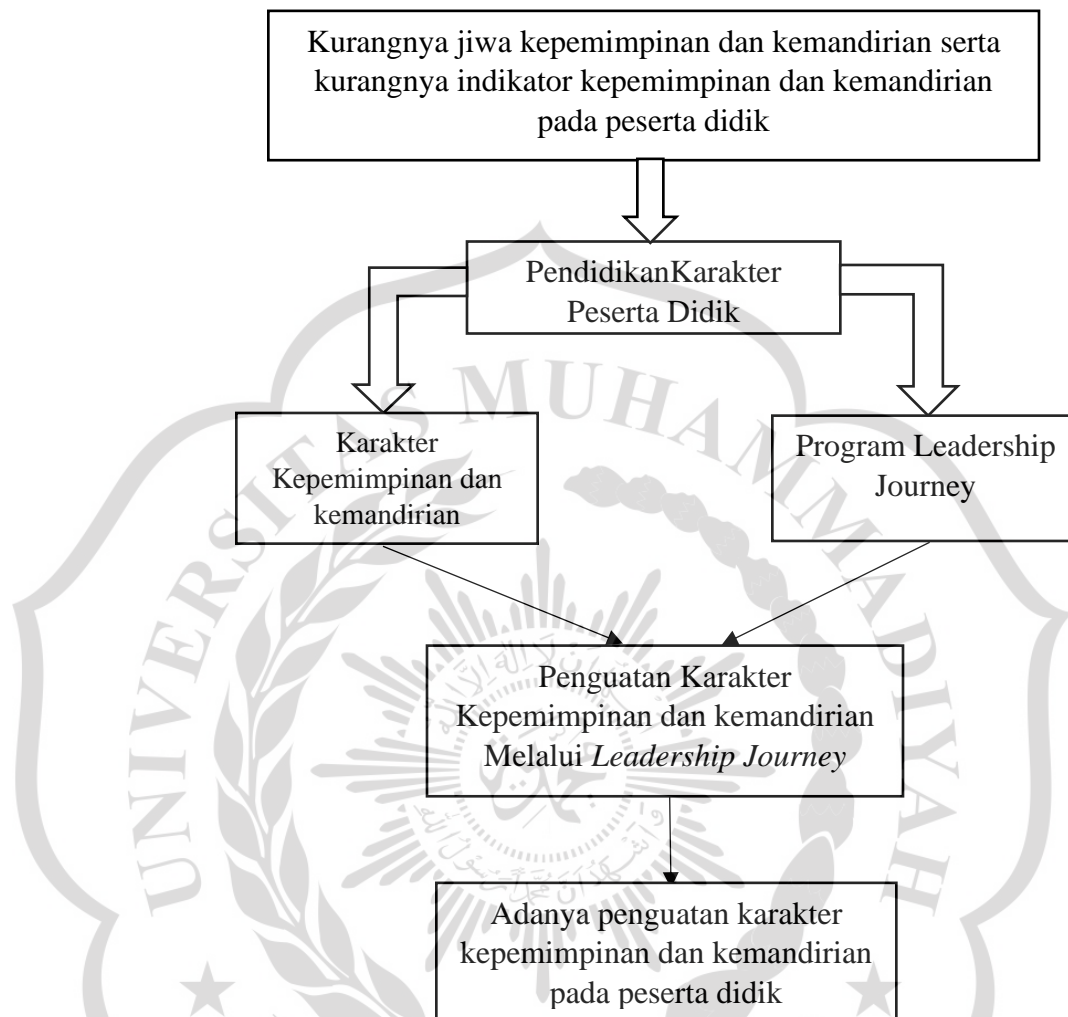 Kurangnya jiwa kepemimpinan dan kemandirian serta
kurangnya indikator kepemimpinan dan kemandirian
pada peserta didik
PendidikanKarakter
Peserta Didik
Karakter
Kepemimpinan dan
kemandirian
Program Leadership
Journey
Penguatan Karakter
Kepemimpinan dan kemandirian
Melalui Leadership Journey
Adanya penguatan karakter
kepemimpinan dan kemandirian
pada peserta didik
UNIVERSITAS MUHAMMADIYAH